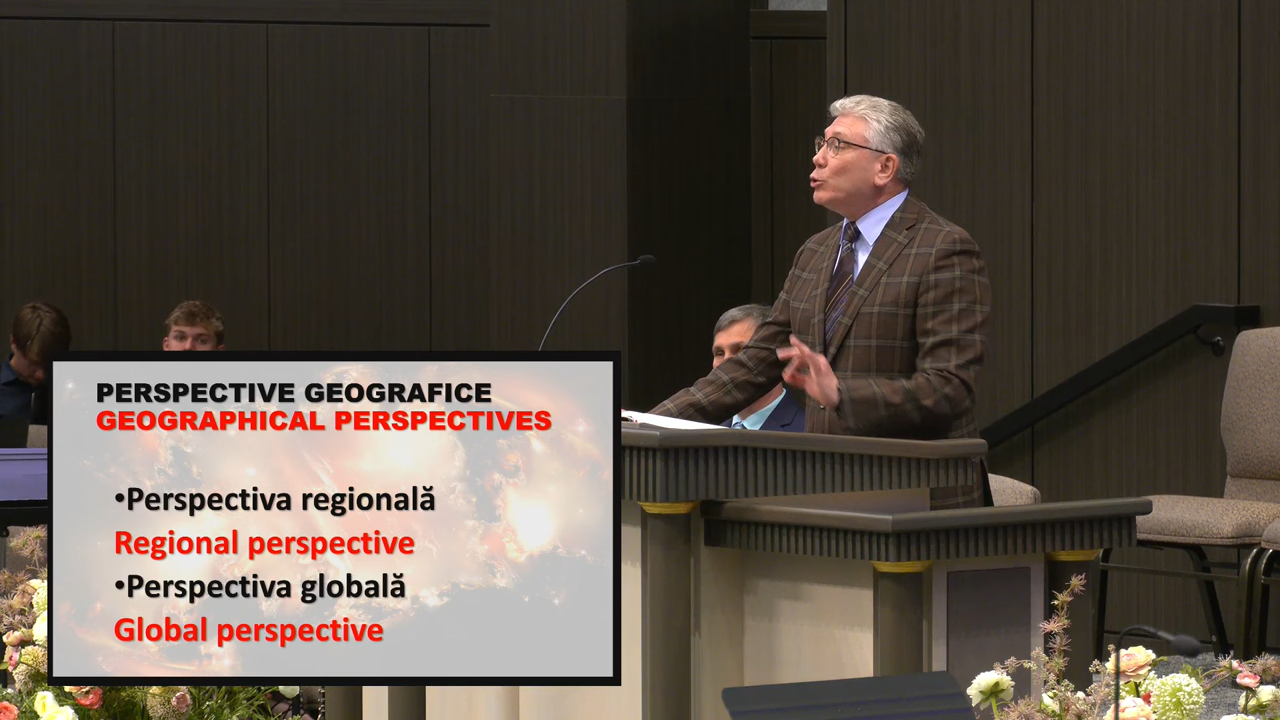 PERSPECTIVE GEOGRAFICE
GEOGRAPHICAL PERSPECTIVES
•Perspectiva regională
Regional perspective
•Perspectiva globală
Global perspective